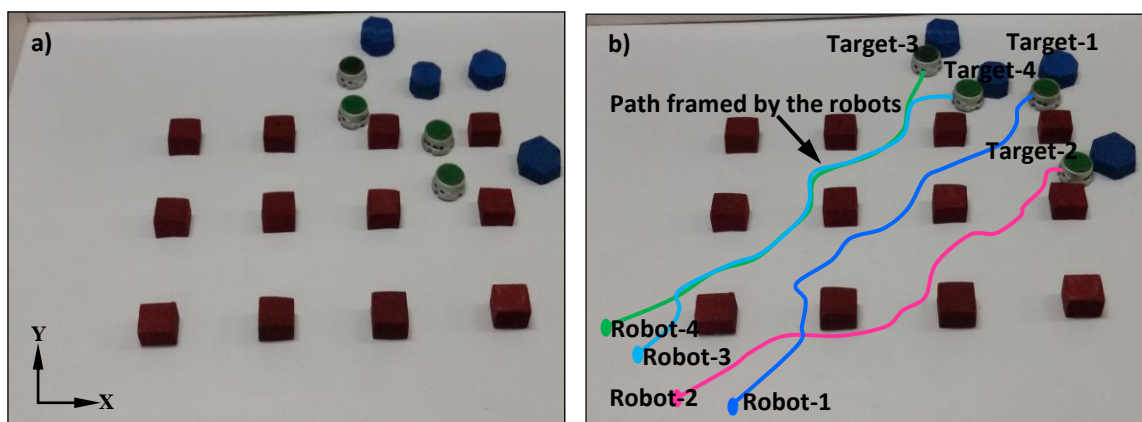 a)
Y
X
b)
Target-3
Target-1
Target-4
Path framed by the robots
Target-2
Robot-4
Robot-3
Robot-2
Robot-1